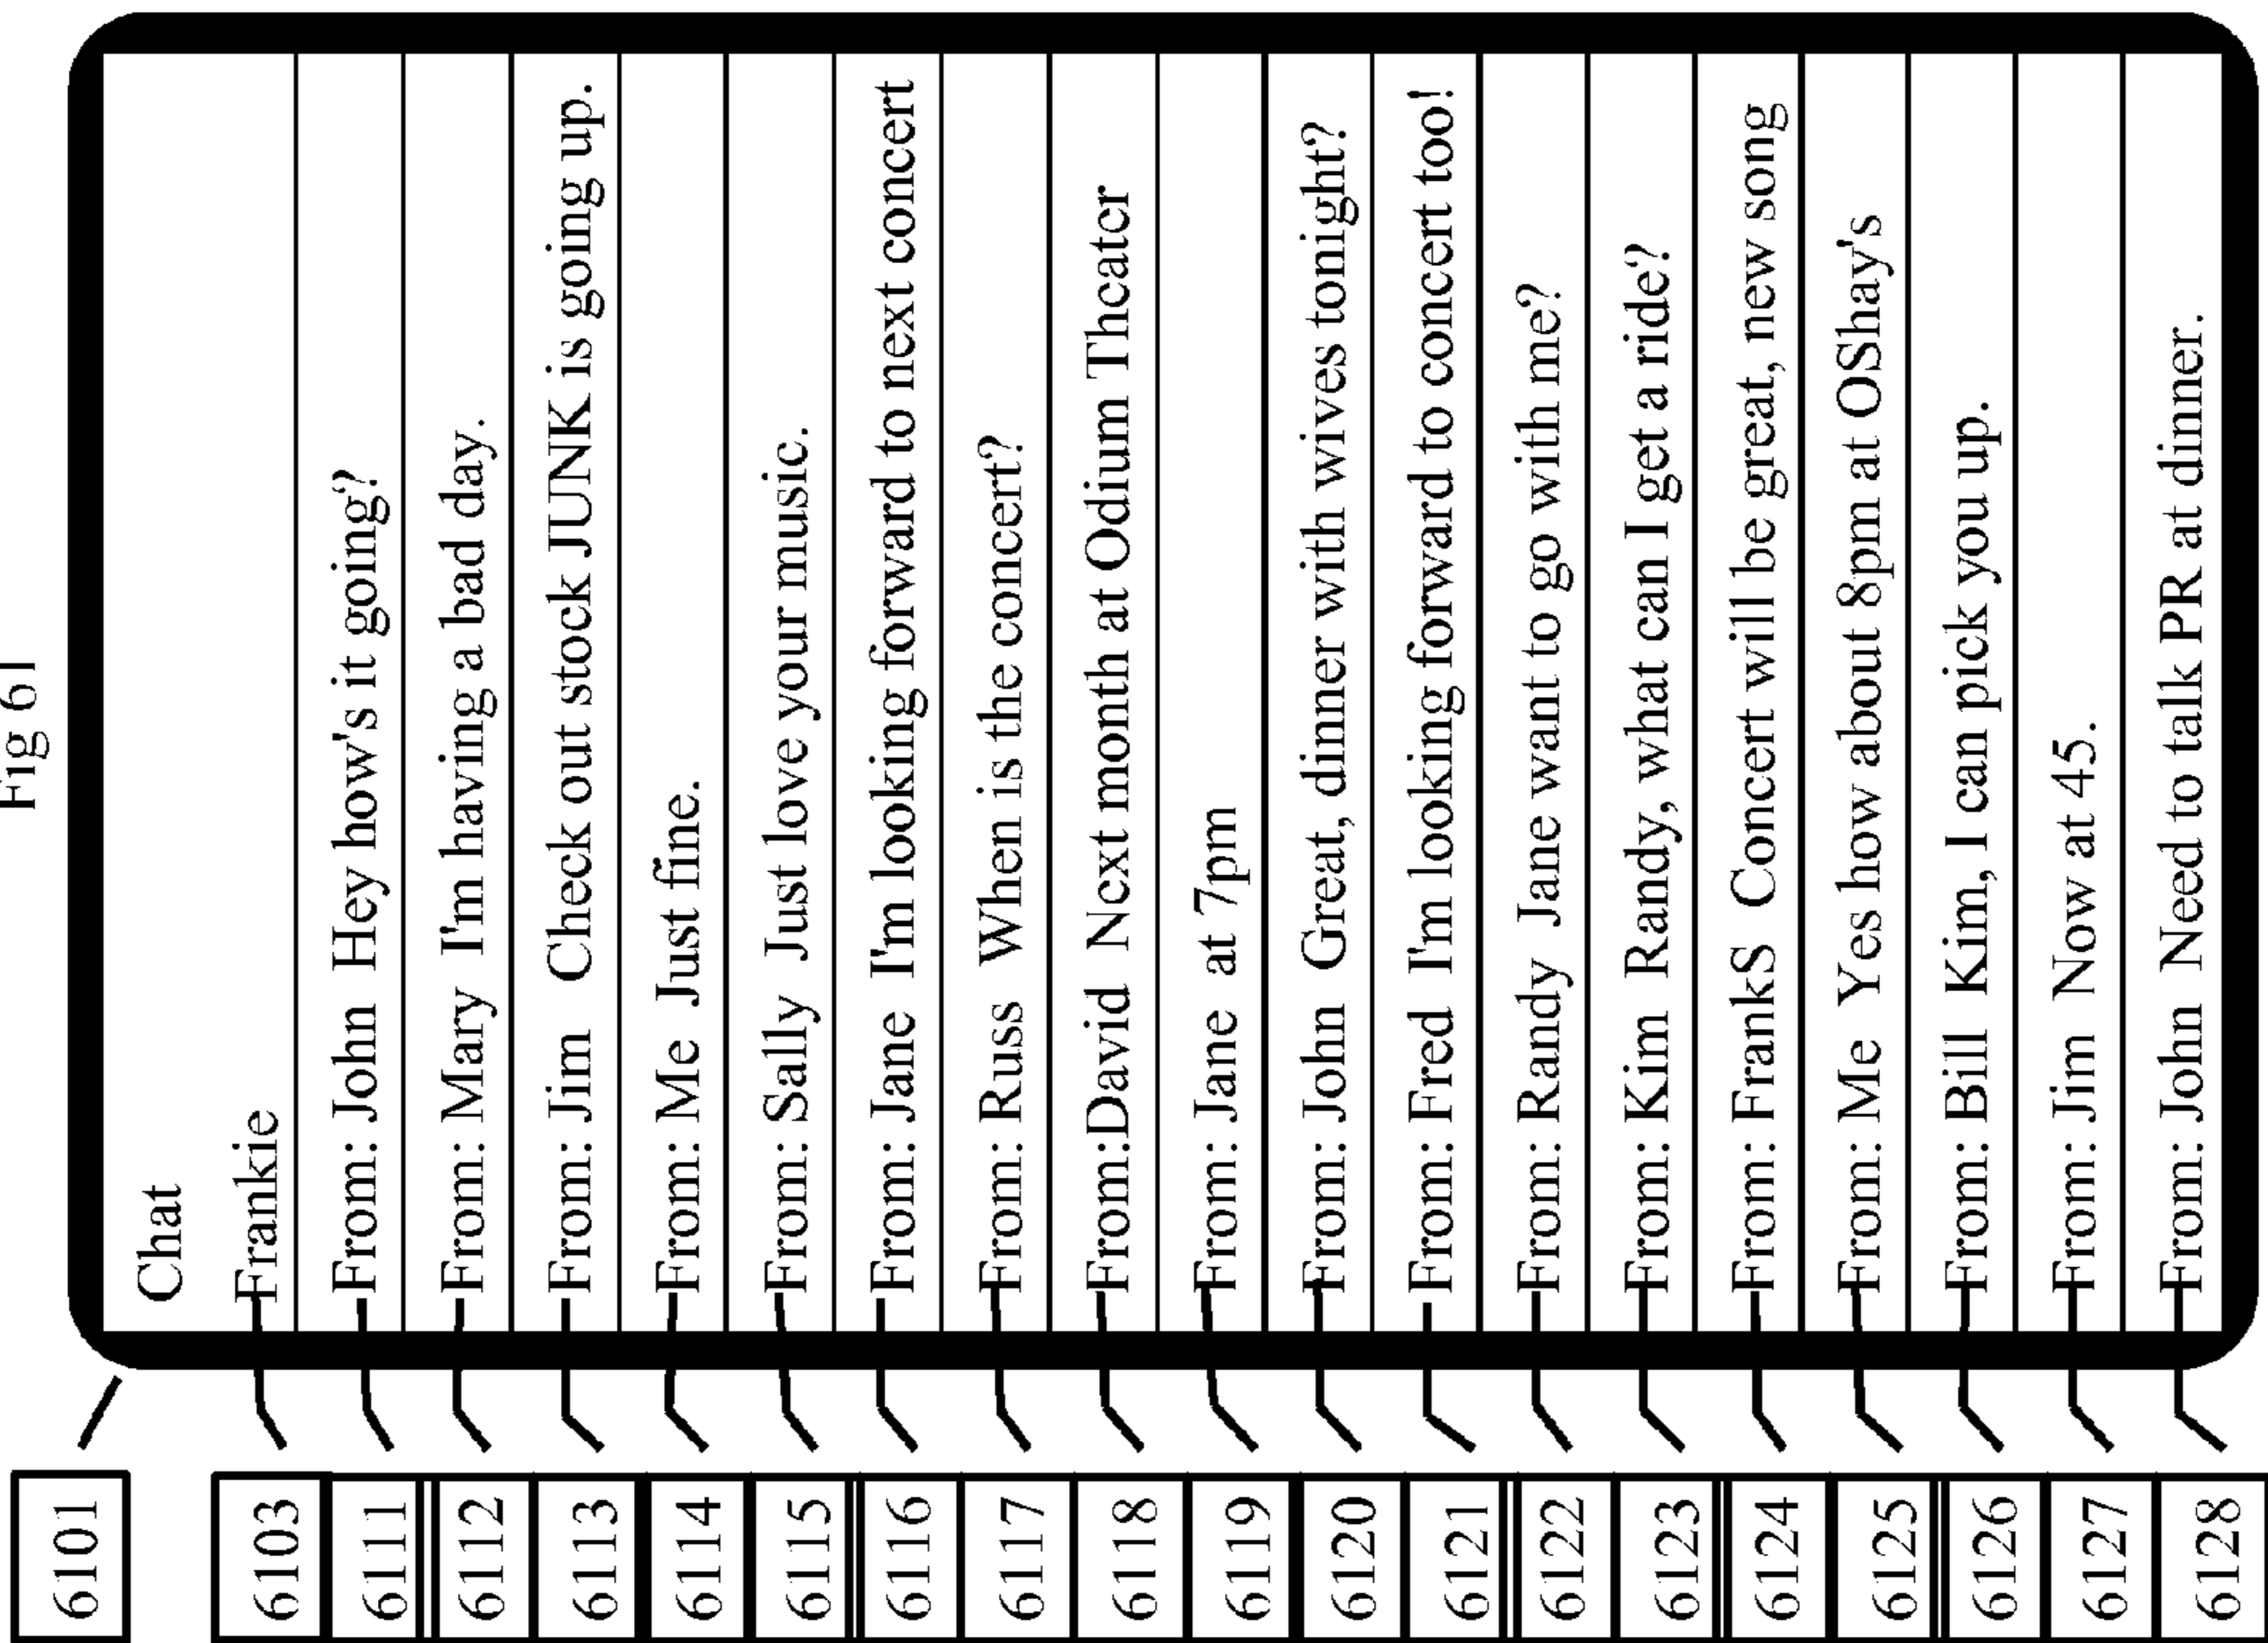 Fig 61
Chat
6101
6103 Frankie
6111 From: John Hey how's it going?
6112 From: Mary I'm having a bad day.
6113 From: Jim Check out stock JUNK is going up.
6114 From: Me Just fine.
6115 From: Sally Just love your music.
6116 From: Jane I'm looking forward to next concert
6117 From: Russ When is the concert?
6118 From:David Next month at Odium Theater
6119 From: Jane at 7pm
6120 From: John Great, dinner with wives tonight?
6121 From: Fred I'm looking forward to concert too!
6122 From: Randy Jane want to go with me?
6123 From: Kim Randy, what can I get a ride?
6124 From: FrankS Concert will be great, new song
6125 From: Me Yes how about 8pm at OShay's
6126 From: Bill Kim, I can pick you up.
6127 From: Jim Now at 45.
6128 From: John Need to talk PR at dinner.